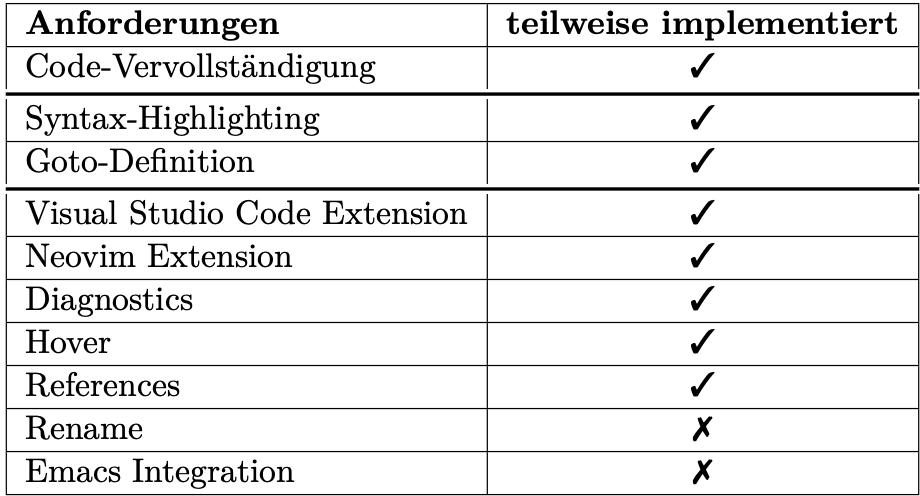 Anforderungen teilweise implementiert
Code-Vervollständigung ✓
Syntax-Highlighting ✓
Goto-Definition ✓
Visual Studio Code Extension ✓
Neovim Extension ✓
Diagnostics ✓
Hover ✓
References ✓
Rename ✗
Emacs Integration ✗